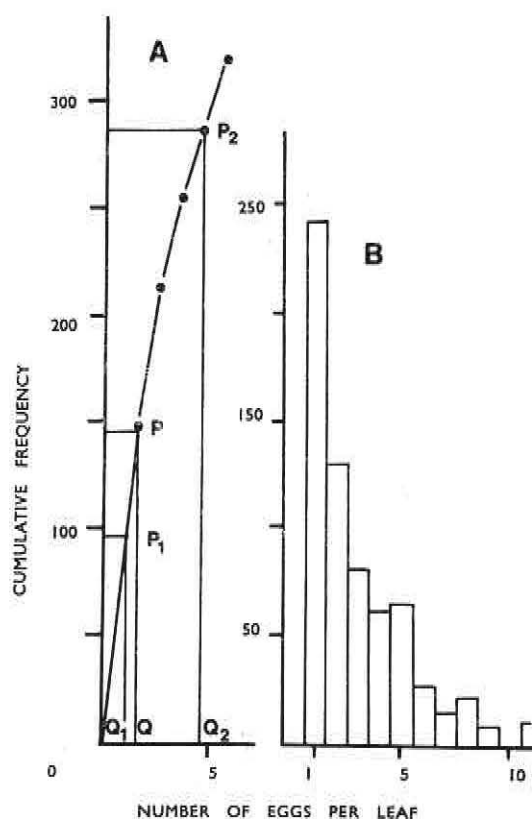 A
300
P2
250
B
CUMULATIVE FREQUENCY
200
P
150
100
P1
50
Q1 Q Q2
0 5 1 5 10
NUMBER OF EGGS PER LEAF